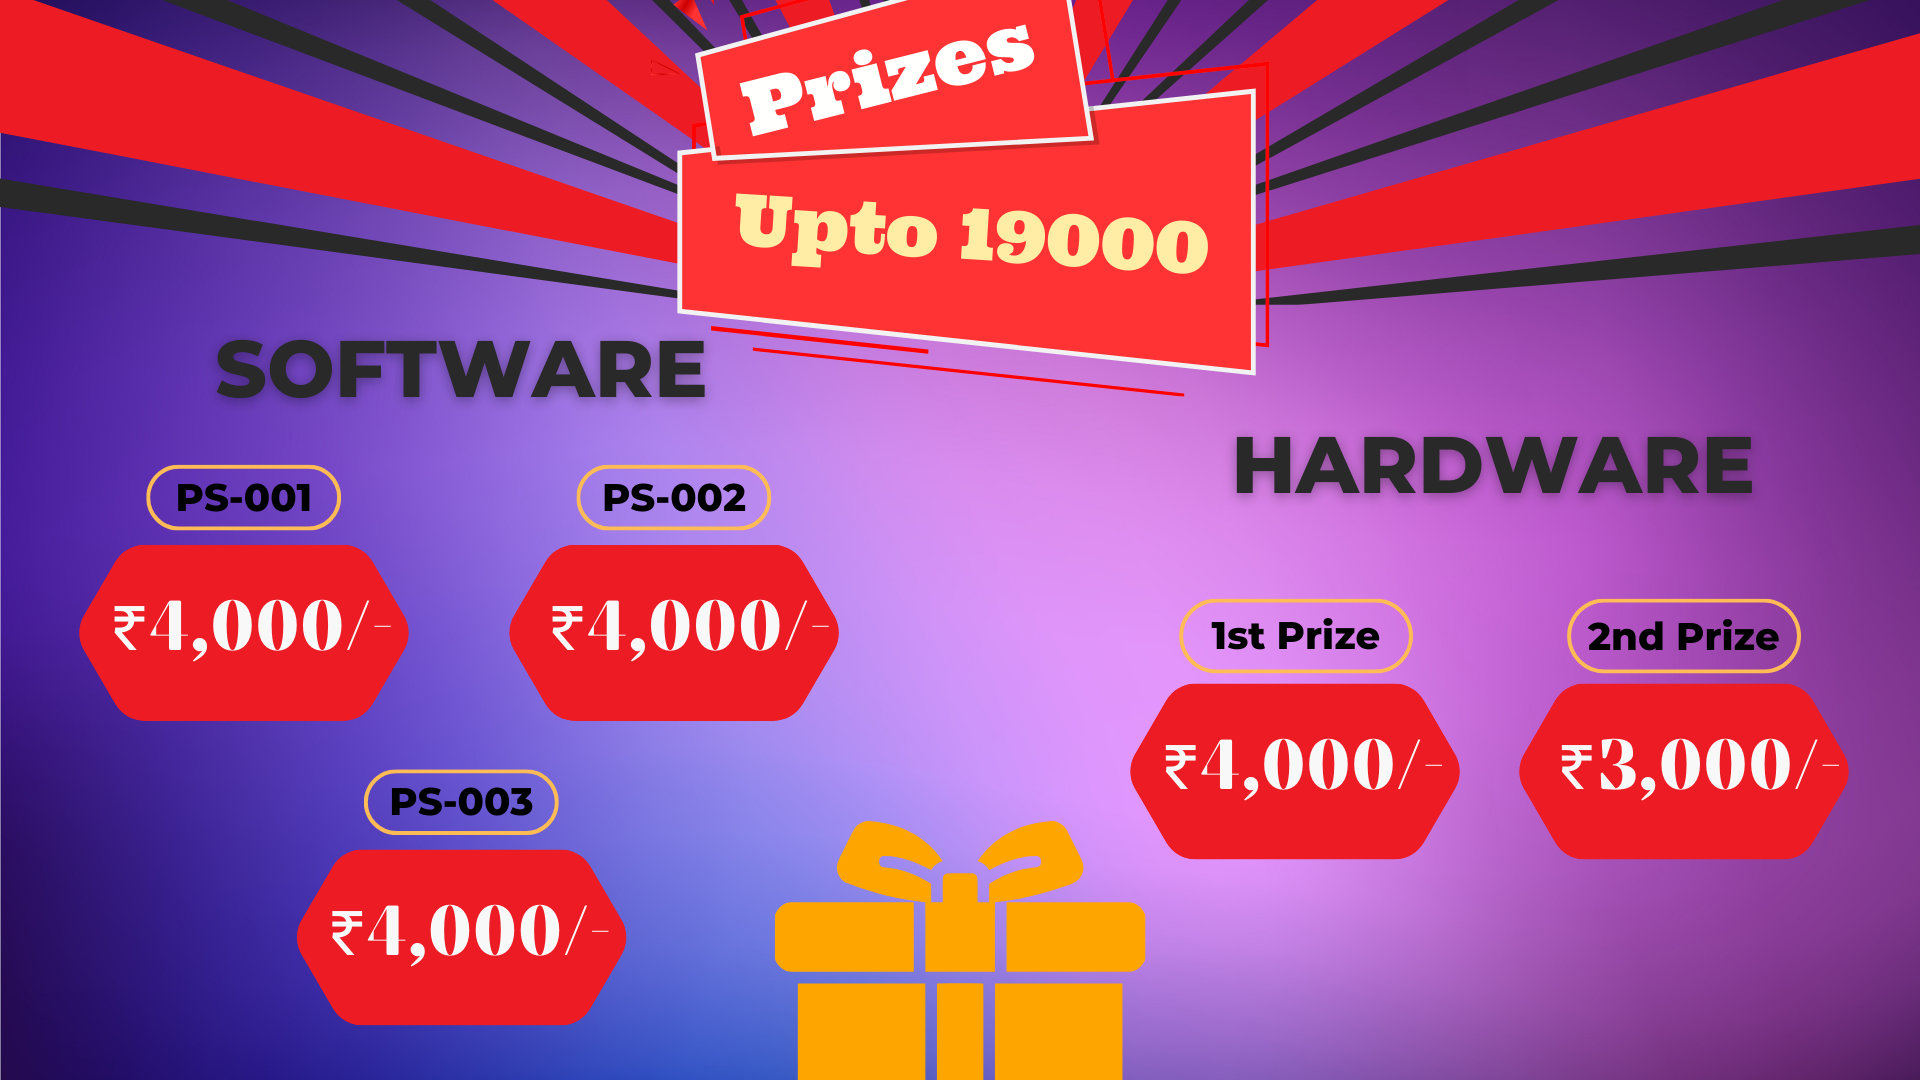 Prizes
Upto 19000
SOFTWARE
PS-001
PS-002
₹4,000/-
₹4,000/-
PS-003
₹4,000/-
HARDWARE
1st Prize
2nd Prize
₹4,000/-
₹3,000/-